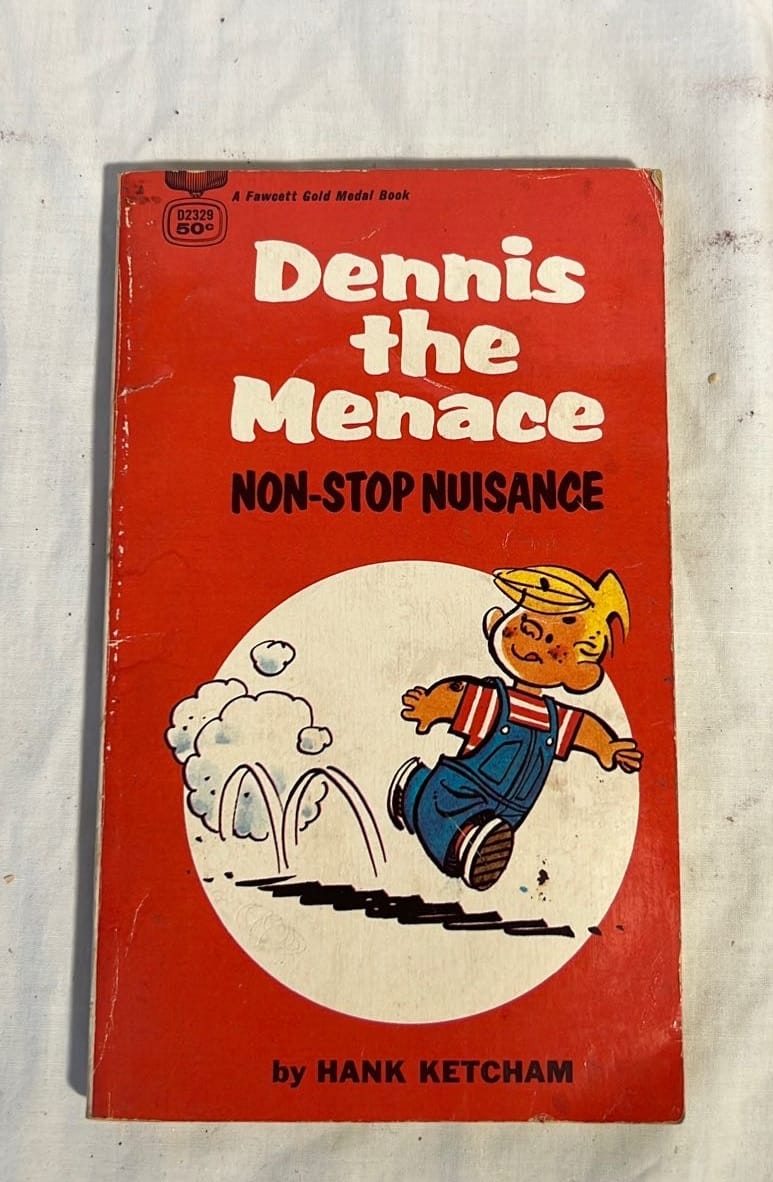 A Fawcett Gold Medal Book
D2329
50¢
Dennis
the
Menace
NON-STOP NUISANCE
by HANK KETCHAM